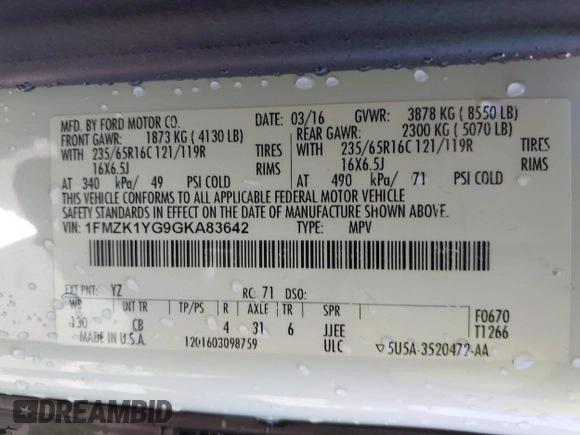 MFD. BY FORD MOTOR CO.
DATE: 03/16 GVWR: 3878 KG ( 8550 LB)
FRONT GAWR: 1873 KG ( 4130 LB)
REAR GAWR: 2300 KG ( 5070 LB)
WITH 235/65R16C 121/119R TIRES
WITH 235/65R16C 121/119R TIRES
16X6.5J RIMS
16X6.5J RIMS
AT 340 kPa/ 49 PSI COLD
AT 490 kPa/ 71 PSI COLD
THIS VEHICLE CONFORMS TO ALL APPLICABLE FEDERAL MOTOR VEHICLE
SAFETY STANDARDS IN EFFECT ON THE DATE OF MANUFACTURE SHOWN ABOVE.
VIN: 1FMZK1YG9GKA83642 TYPE: MPV
EXT PNT: YZ RC: 71 DSO:
WB INT TR TP/PS R AXLE TR SPR
130 CB 4 31 6 JJEE
F0670
T1266
MADE IN U.S.A. 1201603098759 ULC 5U5A-3520472-AA
DREAMBID